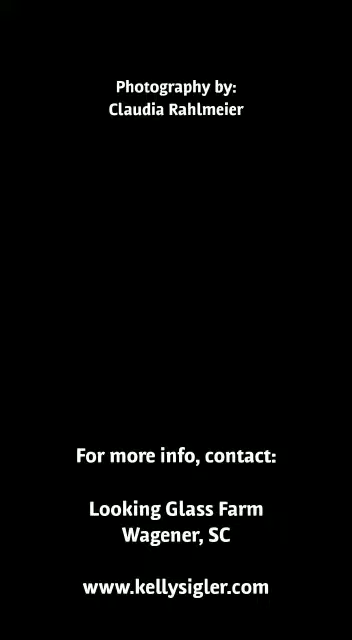 Photography by:
Claudia Rahlmeier
For more info, contact:
Looking Glass Farm
Wagener, SC
www.kellysigler.com